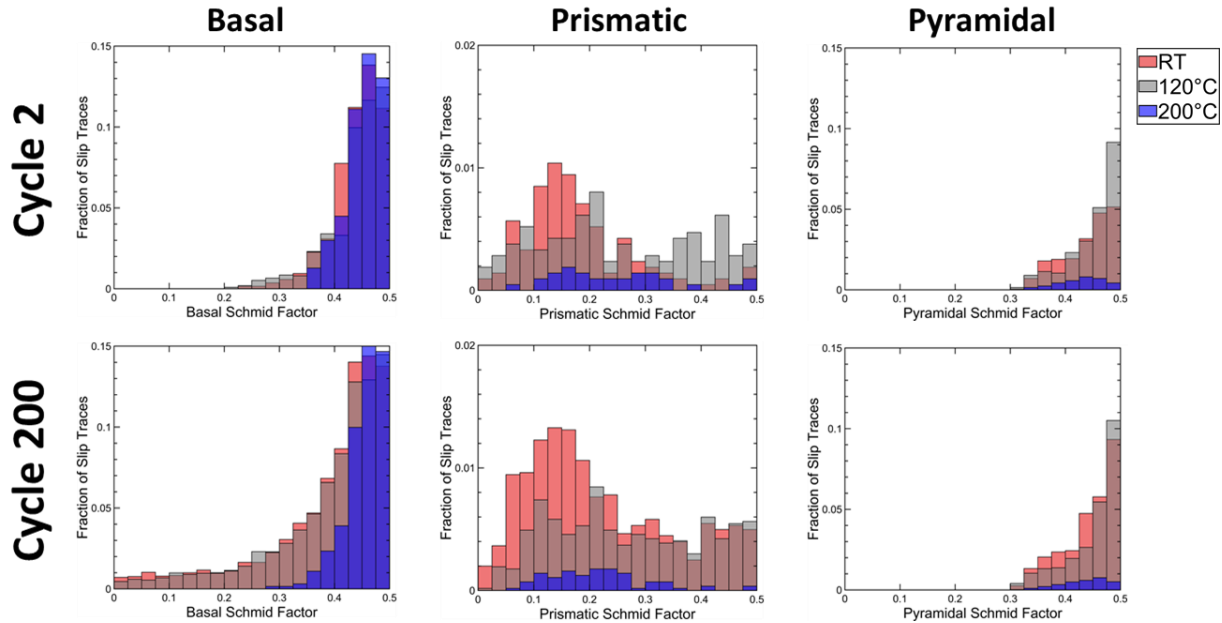 Basal
Prismatic
Pyramidal
RT
120°C
200°C
Cycle 2
Fraction of Slip Traces
0.15
0.1
0.05
0
0 0.1 0.2 0.3 0.4 0.5
Basal Schmid Factor
Fraction of Slip Traces
0.02
0.01
0
0 0.1 0.2 0.3 0.4 0.5
Prismatic Schmid Factor
Fraction of Slip Traces
0.15
0.1
0.05
0
0 0.1 0.2 0.3 0.4 0.5
Pyramidal Schmid Factor
Cycle 200
Fraction of Slip Traces
0.15
0.1
0.05
0
0 0.1 0.2 0.3 0.4 0.5
Basal Schmid Factor
Fraction of Slip Traces
0.02
0.01
0
0 0.1 0.2 0.3 0.4 0.5
Prismatic Schmid Factor
Fraction of Slip Traces
0.15
0.1
0.05
0
0 0.1 0.2 0.3 0.4 0.5
Pyramidal Schmid Factor